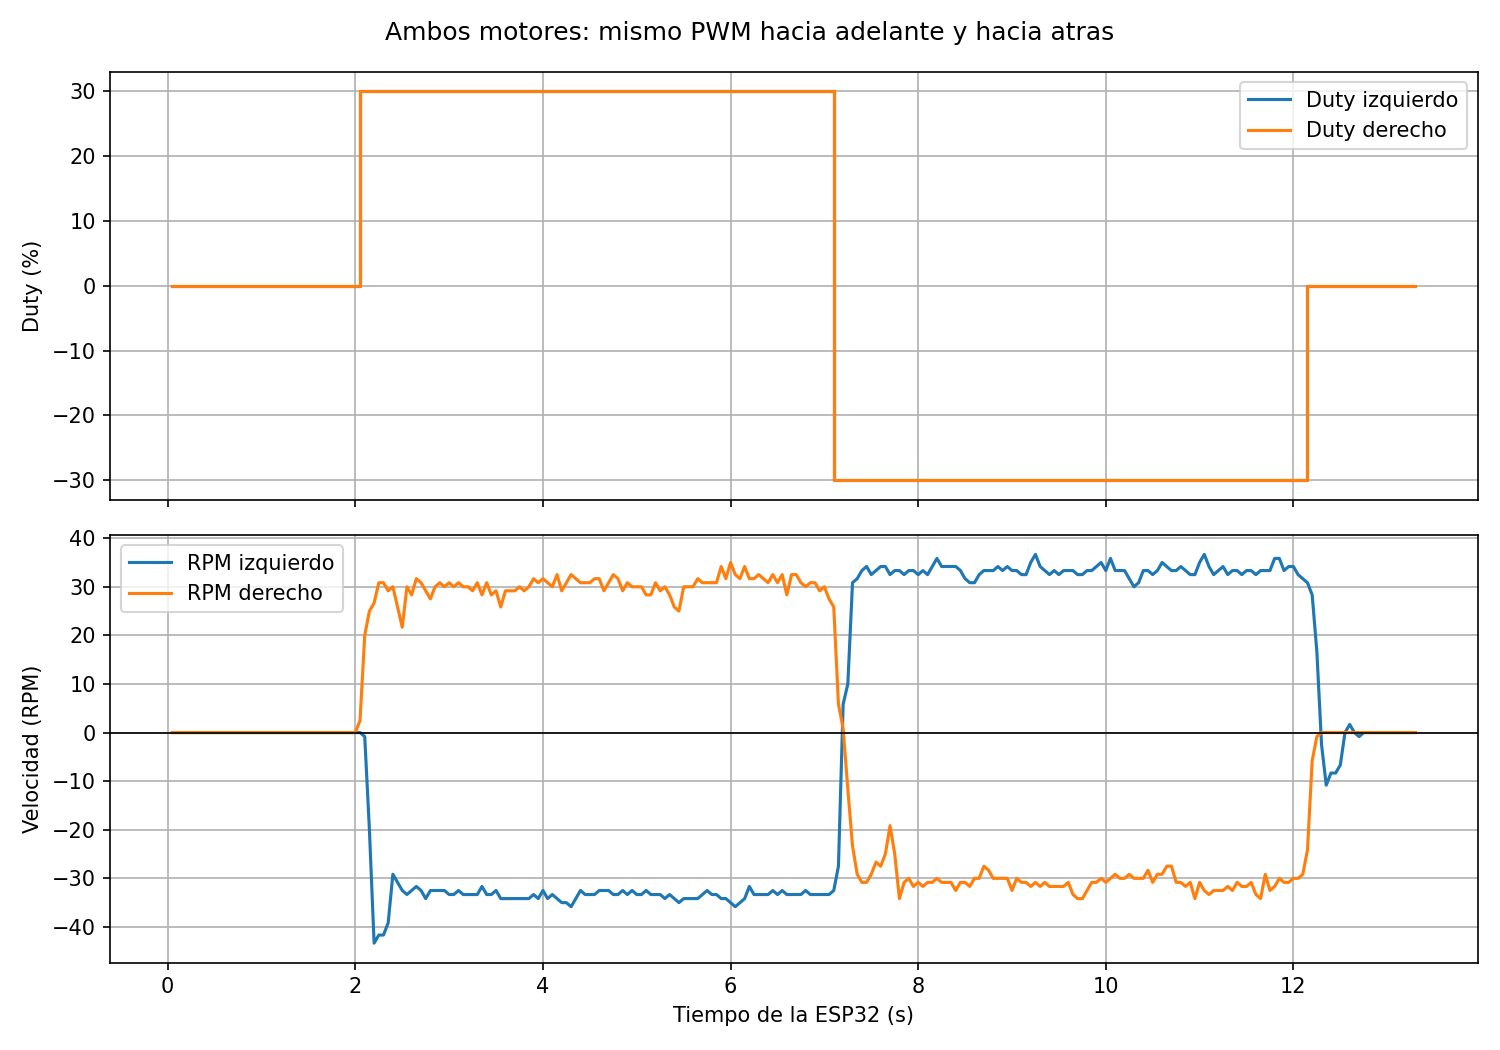 Ambos motores: mismo PWM hacia adelante y hacia atras
Duty (%)
30
20
10
0
−10
−20
−30
Duty izquierdo
Duty derecho
Velocidad (RPM)
40
30
20
10
0
−10
−20
−30
−40
RPM izquierdo
RPM derecho
0 2 4 6 8 10 12
Tiempo de la ESP32 (s)